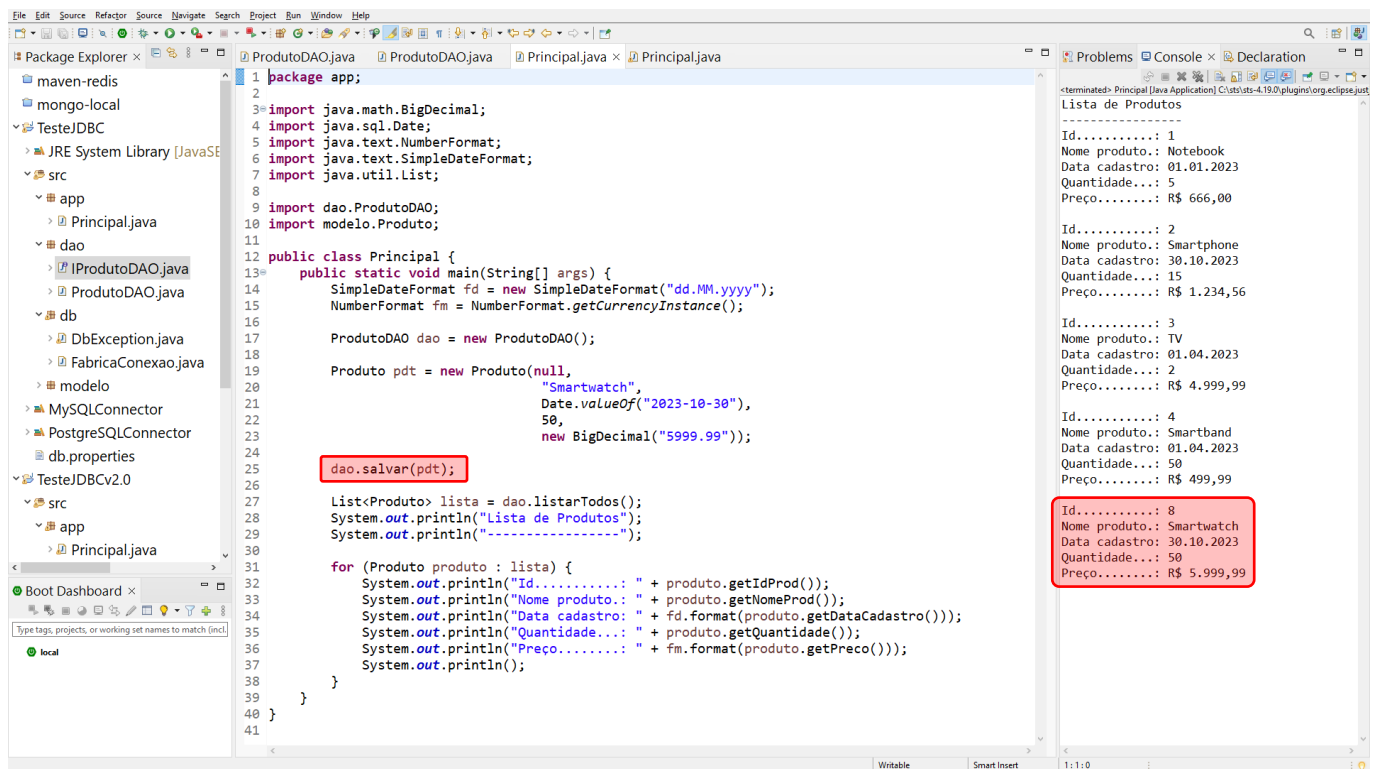 File Edit Source Refactor Source Navigate Search Project Run Window Help
Package Explorer
maven-redis
mongo-local
TesteJDBC
JRE System Library [JavaSE
src
app
Principal.java
dao
IProdutoDAO.java
ProdutoDAO.java
db
DbException.java
FabricaConexao.java
modelo
MySQLConnector
PostgreSQLConnector
db.properties
TesteJDBCv2.0
src
app
Principal.java
Boot Dashboard
Type tags, projects, or working set names to match (incl.
local
ProdutoDAO.java ProdutoDAO.java Principal.java Principal.java
1 package app;
2
3 import java.math.BigDecimal;
4 import java.sql.Date;
5 import java.text.NumberFormat;
6 import java.text.SimpleDateFormat;
7 import java.util.List;
8
9 import dao.ProdutoDAO;
10 import modelo.Produto;
11
12 public class Principal {
13 public static void main(String[] args) {
14 SimpleDateFormat fd = new SimpleDateFormat("dd.MM.yyyy");
15 NumberFormat fm = NumberFormat.getCurrencyInstance();
16
17 ProdutoDAO dao = new ProdutoDAO();
18
19 Produto pdt = new Produto(null,
20 "Smartwatch",
21 Date.valueOf("2023-10-30"),
22 50,
23 new BigDecimal("5999.99"));
24
25 dao.salvar(pdt);
26
27 List<Produto> lista = dao.listarTodos();
28 System.out.println("Lista de Produtos");
29 System.out.println("-----------------");
30
31 for (Produto produto : lista) {
32 System.out.println("Id...........: " + produto.getIdProd());
33 System.out.println("Nome produto.: " + produto.getNomeProd());
34 System.out.println("Data cadastro: " + fd.format(produto.getDataCadastro()));
35 System.out.println("Quantidade...: " + produto.getQuantidade());
36 System.out.println("Preço........: " + fm.format(produto.getPreco()));
37 System.out.println();
38 }
39 }
40 }
41
Problems Console Declaration
<terminated> Principal [Java Application] C:\sts\sts-4.19.0\plugins\org.eclipse.just
Lista de Produtos
-----------------
Id...........: 1
Nome produto.: Notebook
Data cadastro: 01.01.2023
Quantidade...: 5
Preço........: R$ 666,00
Id...........: 2
Nome produto.: Smartphone
Data cadastro: 30.10.2023
Quantidade...: 15
Preço........: R$ 1.234,56
Id...........: 3
Nome produto.: TV
Data cadastro: 01.04.2023
Quantidade...: 2
Preço........: R$ 4.999,99
Id...........: 4
Nome produto.: Smartband
Data cadastro: 01.04.2023
Quantidade...: 50
Preço........: R$ 499,99
Id...........: 8
Nome produto.: Smartwatch
Data cadastro: 30.10.2023
Quantidade...: 50
Preço........: R$ 5.999,99
Writable Smart Insert 1:1:0